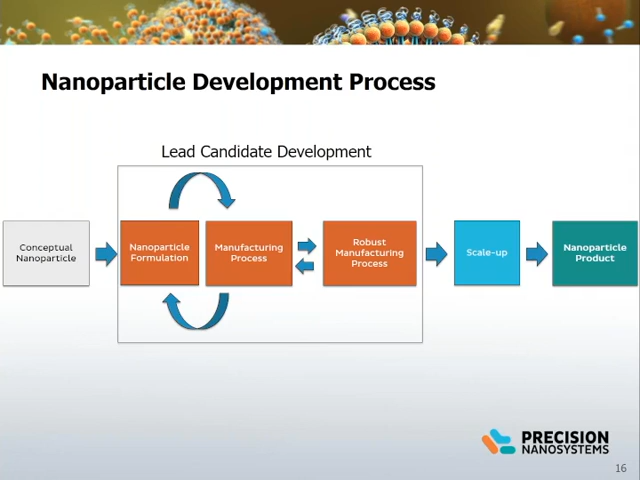 Nanoparticle Development Process
Lead Candidate Development
Conceptual
Nanoparticle
Nanoparticle
Formulation
Manufacturing
Process
Robust
Manufacturing
Process
Scale-up
Nanoparticle
Product
PRECISION
NANOSYSTEMS
16